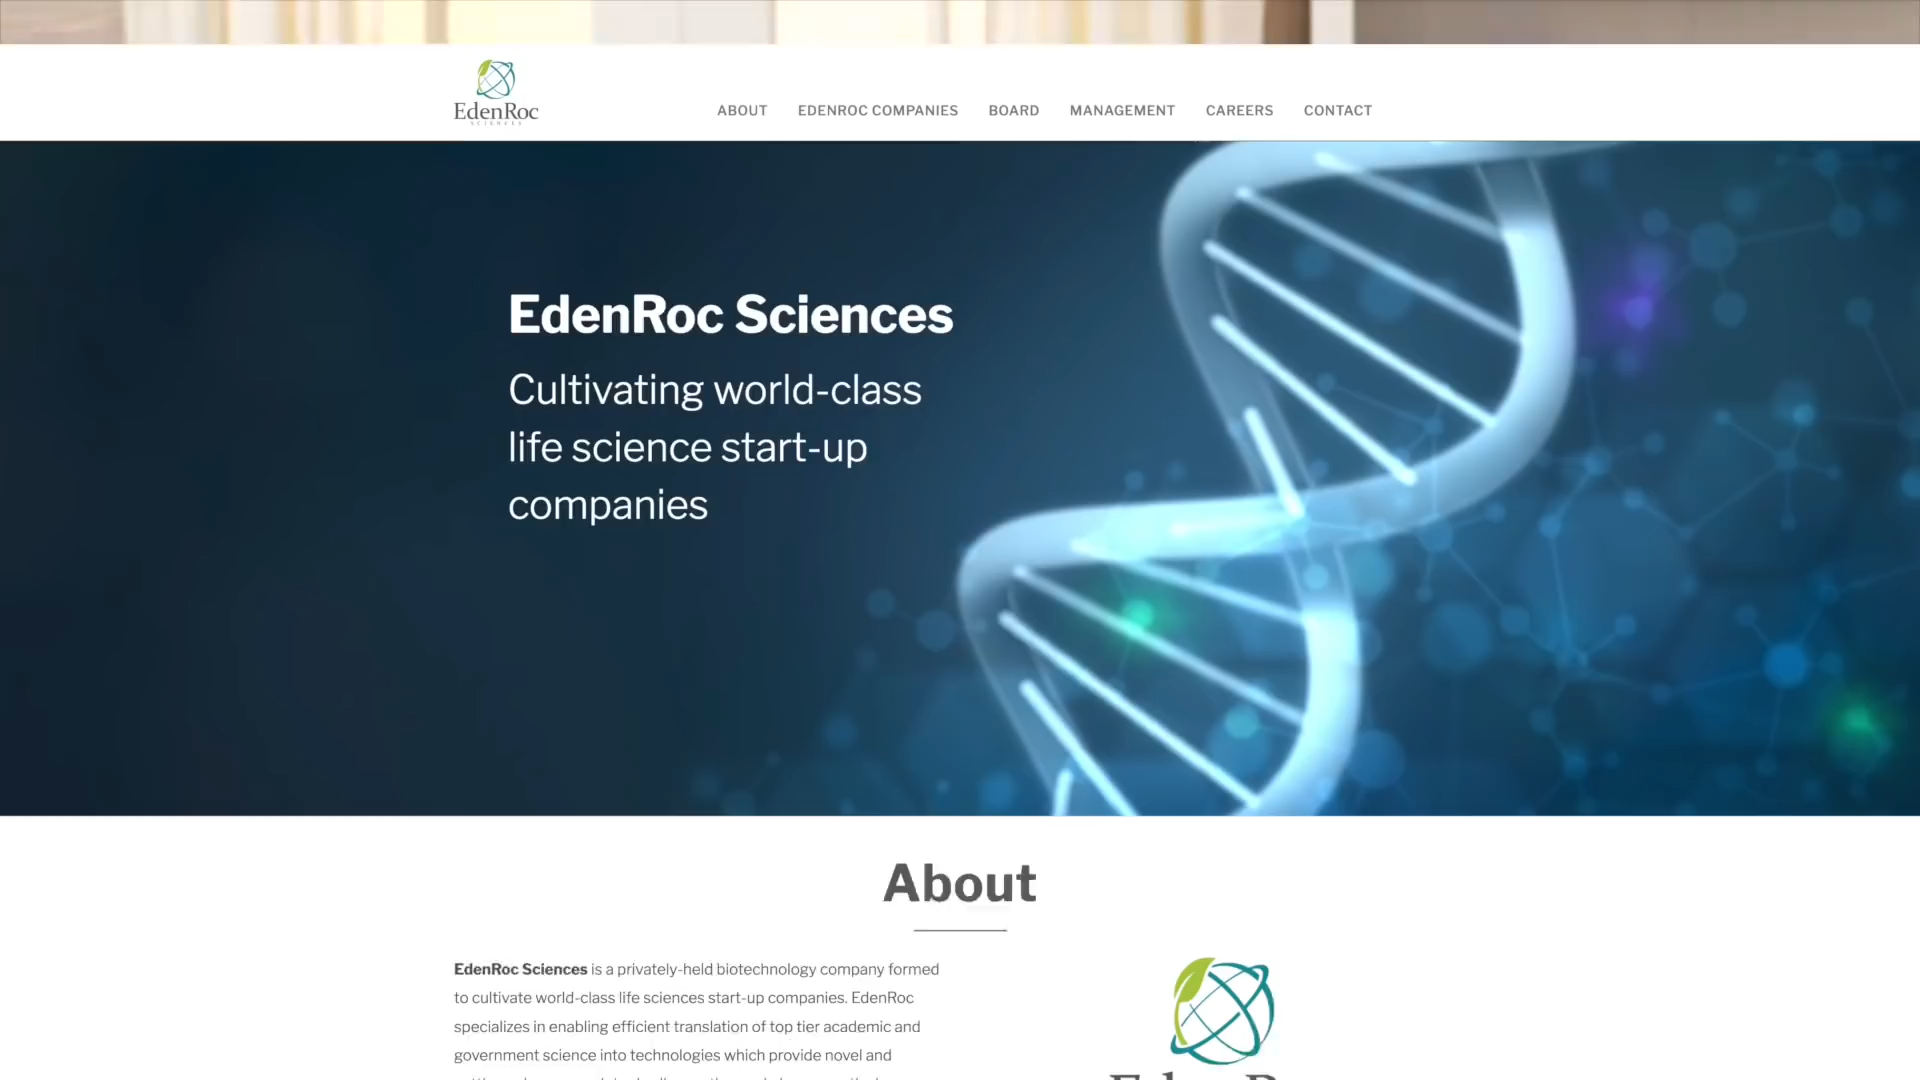 EdenRoc
SCIENCES
ABOUT
EDENROC COMPANIES
BOARD
MANAGEMENT
CAREERS
CONTACT
EdenRoc Sciences
Cultivating world-class
life science start-up
companies
About
EdenRoc Sciences is a privately-held biotechnology company formed
to cultivate world-class life sciences start-up companies. EdenRoc
specializes in enabling efficient translation of top tier academic and
government science into technologies which provide novel and